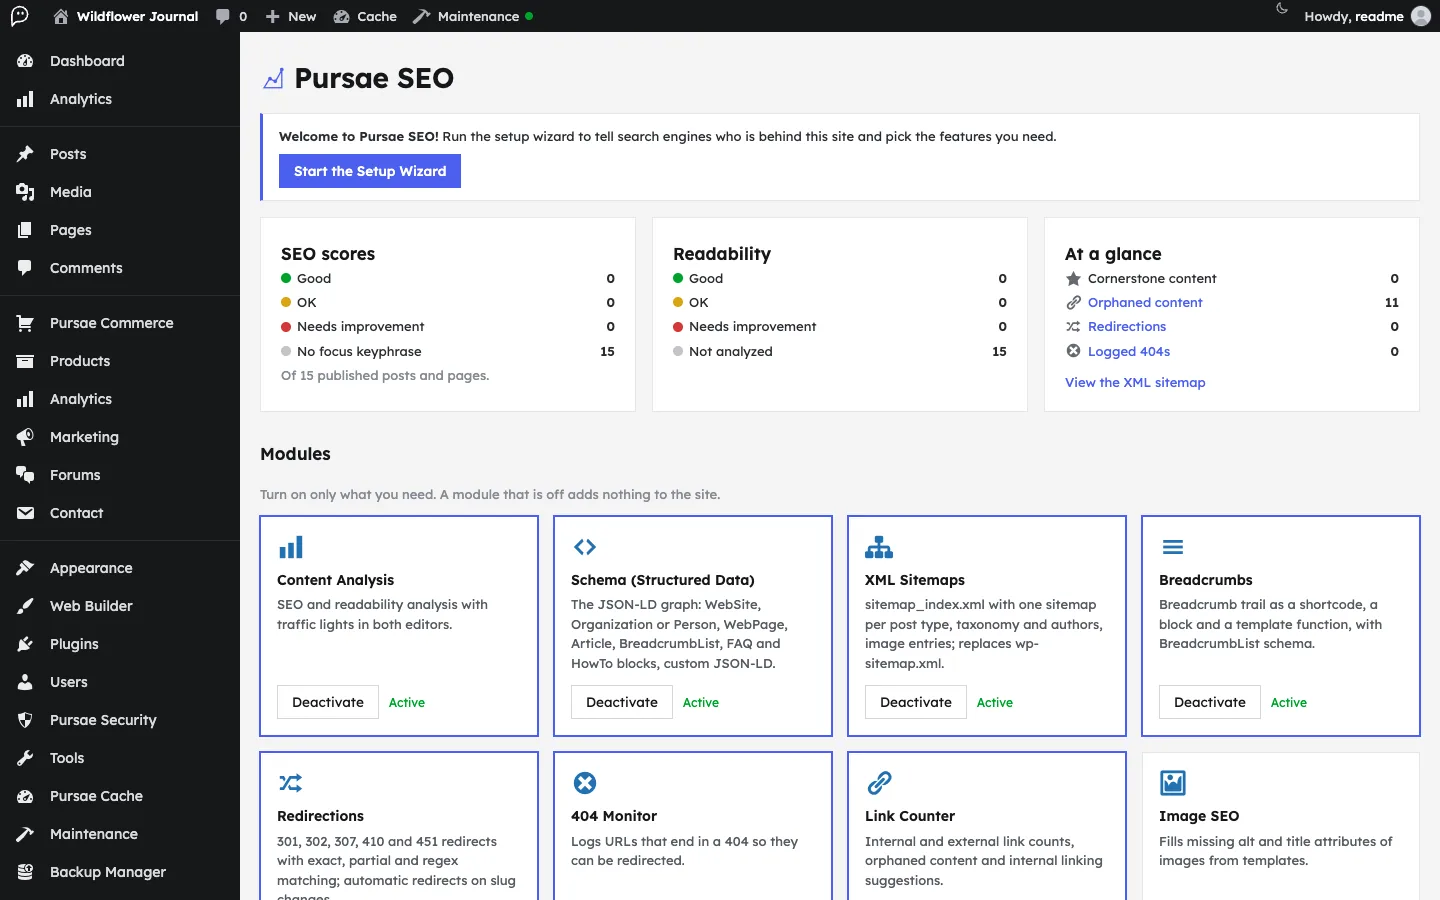 Wildflower Journal
0
New
Cache
Maintenance
Howdy, readme
Dashboard
Analytics
Posts
Media
Pages
Comments
Pursae Commerce
Products
Analytics
Marketing
Forums
Contact
Appearance
Web Builder
Plugins
Users
Pursae Security
Tools
Pursae Cache
Maintenance
Backup Manager
Pursae SEO
Welcome to Pursae SEO! Run the setup wizard to tell search engines who is behind this site and pick the features you need.
Start the Setup Wizard
SEO scores
Good 0
OK 0
Needs improvement 0
No focus keyphrase 15
Of 15 published posts and pages.
Readability
Good 0
OK 0
Needs improvement 0
Not analyzed 15
At a glance
Cornerstone content 0
Orphaned content 11
Redirections 0
Logged 404s 0
View the XML sitemap
Modules
Turn on only what you need. A module that is off adds nothing to the site.
Content Analysis
SEO and readability analysis with
traffic lights in both editors.
Deactivate Active
Schema (Structured Data)
The JSON-LD graph: WebSite,
Organization or Person, WebPage,
Article, BreadcrumbList, FAQ and
HowTo blocks, custom JSON-LD.
Deactivate Active
XML Sitemaps
sitemap_index.xml with one sitemap
per post type, taxonomy and authors,
image entries; replaces wp-
sitemap.xml.
Deactivate Active
Breadcrumbs
Breadcrumb trail as a shortcode, a
block and a template function, with
BreadcrumbList schema.
Deactivate Active
Redirections
301, 302, 307, 410 and 451 redirects
with exact, partial and regex
matching; automatic redirects on slug
changes.
404 Monitor
Logs URLs that end in a 404 so they
can be redirected.
Link Counter
Internal and external link counts,
orphaned content and internal linking
suggestions.
Image SEO
Fills missing alt and title attributes of
images from templates.